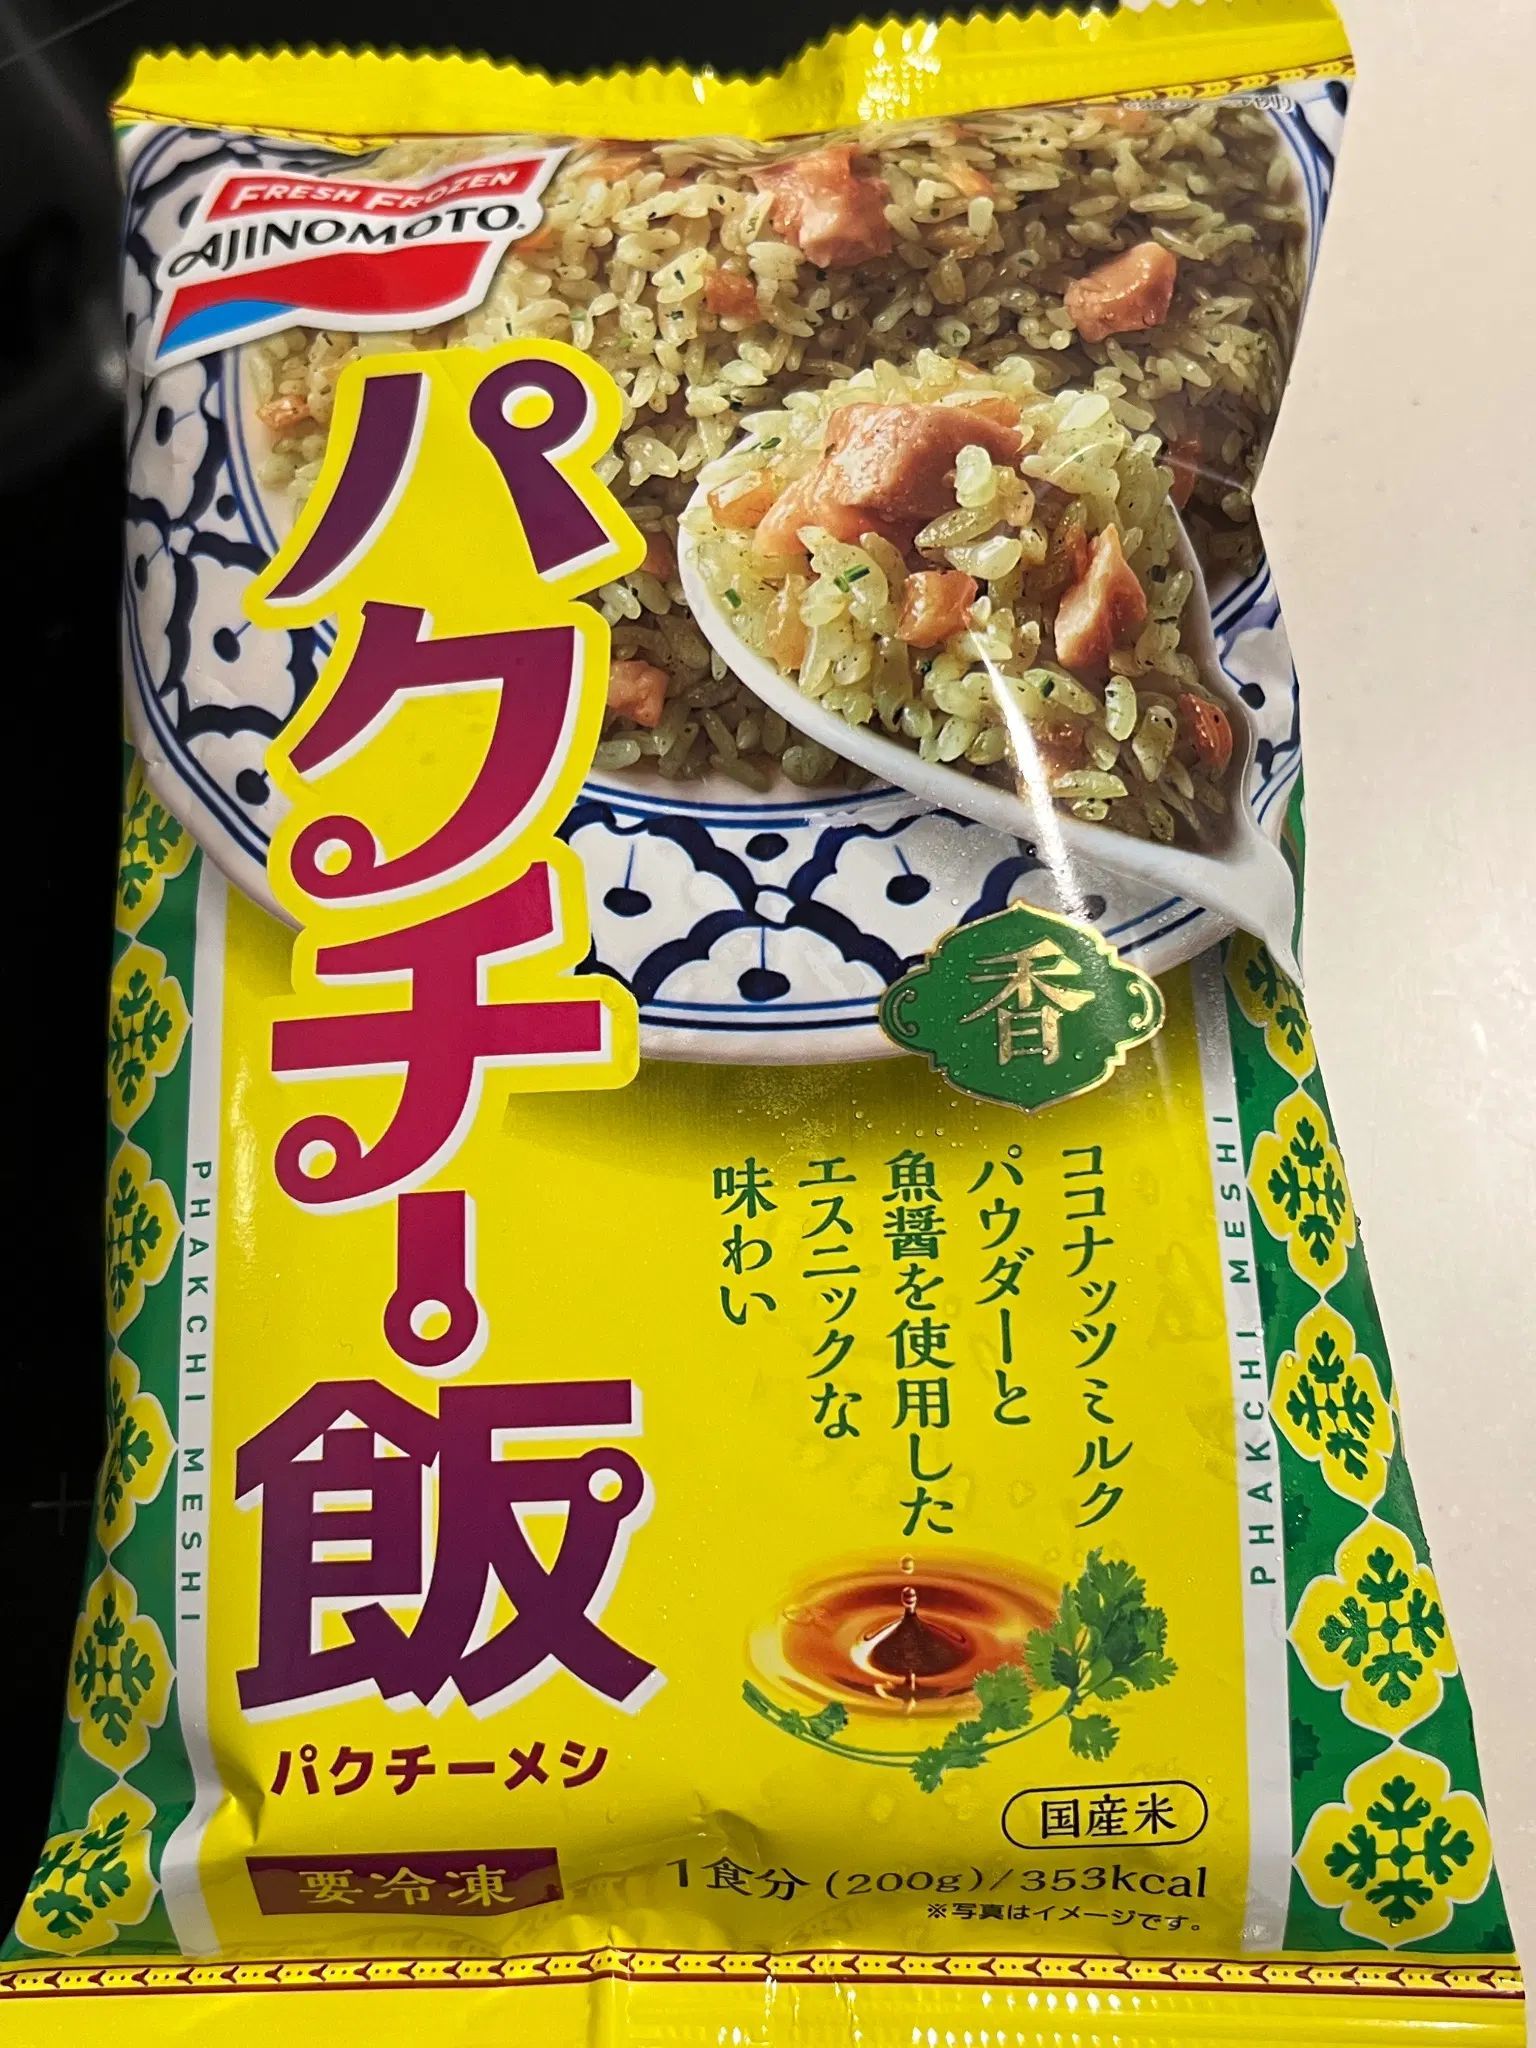 FRESH FROZEN
AJINOMOTO®
パクチー飯
パクチーメシ
香
ココナッツミルク
パウダーと
魚醤を使用した
エスニックな
味わい
PHAKCHI MESHI
PHAKCHI MESHI
国産米
要冷凍
1食分(200g)/353kcal
※写真はイメージです。